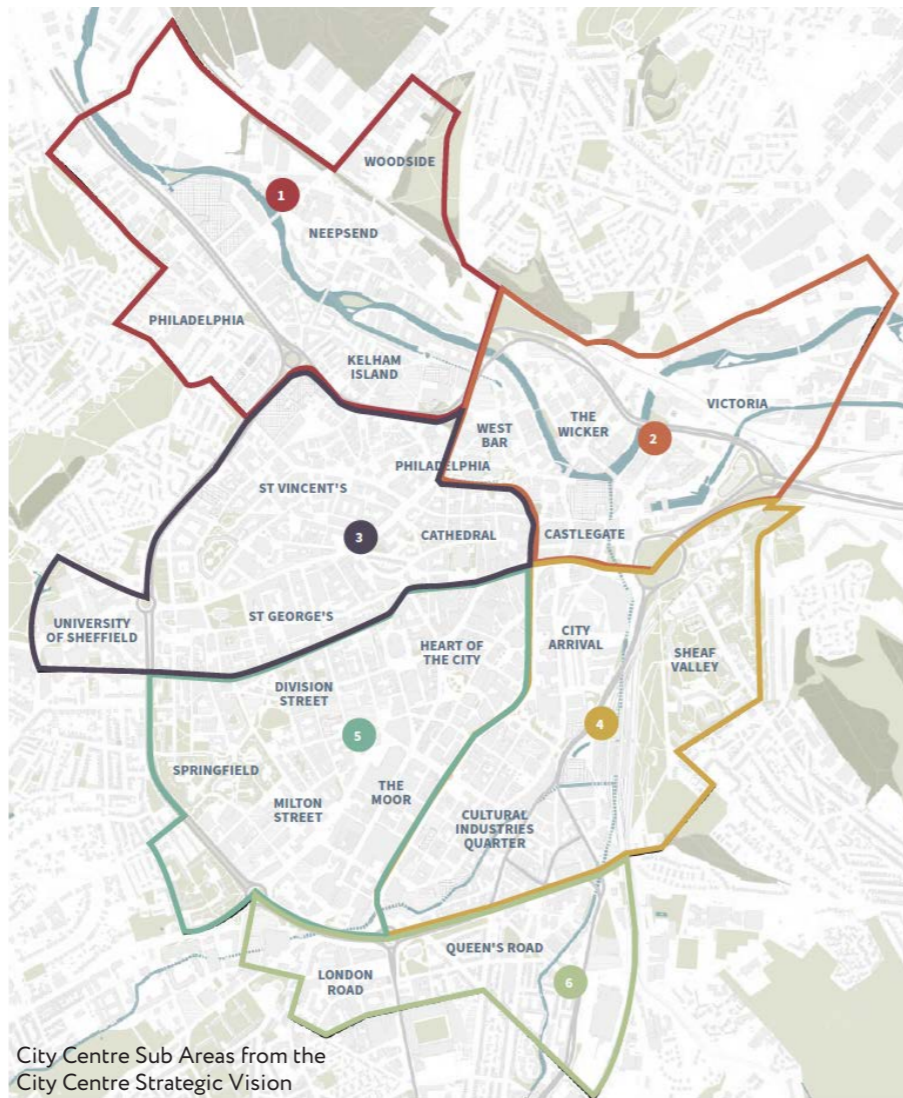 WOODSIDE
1
NEEPSEND
PHILADELPHIA
KELHAM
ISLAND
VICTORIA
THE
WICKER
WEST
BAR
2
PHILADELPHIA
ST VINCENT'S
3
CATHEDRAL
CASTLEGATE
UNIVERSITY
OF SHEFFIELD
ST GEORGE'S
HEART OF
THE CITY
CITY
ARRIVAL
SHEAF
VALLEY
DIVISION
STREET
5
4
SPRINGFIELD
THE
MOOR
MILTON
STREET
CULTURAL
INDUSTRIES
QUARTER
QUEEN'S ROAD
LONDON
ROAD
6
City Centre Sub Areas from the
City Centre Strategic Vision